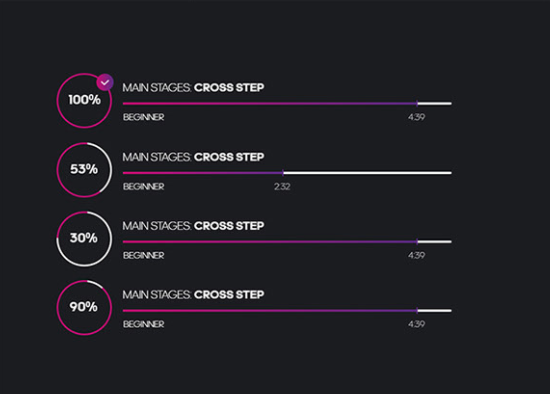 100%
MAIN STAGES: CROSS STEP
BEGINNER 4:39
53%
MAIN STAGES: CROSS STEP
BEGINNER 2:32
30%
MAIN STAGES: CROSS STEP
BEGINNER 4:39
90%
MAIN STAGES: CROSS STEP
BEGINNER 4:39